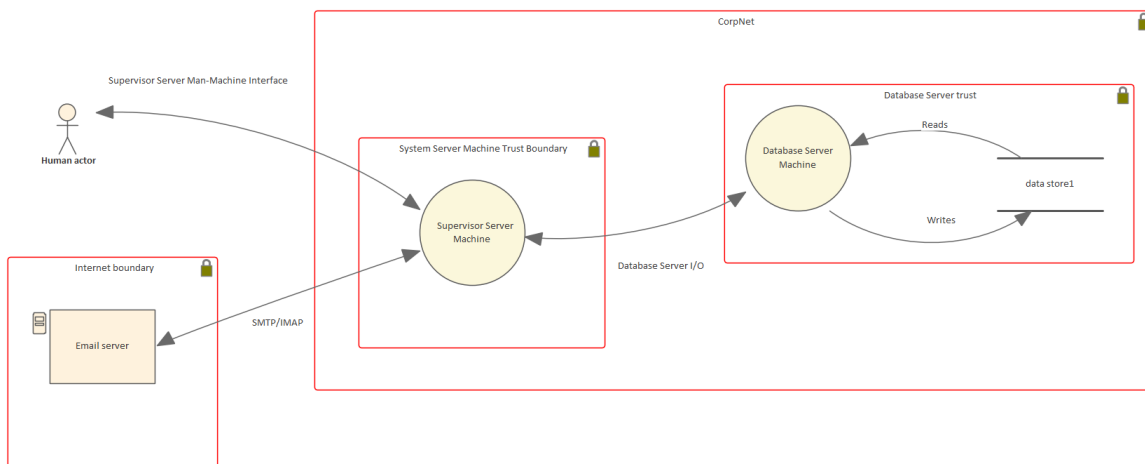 CorpNet
Supervisor Server Man-Machine Interface
Human actor
Database Server trust
Reads
Database Server
Machine
data store1
Writes
System Server Machine Trust Boundary
Supervisor Server
Machine
Database Server I/O
Internet boundary
SMTP/IMAP
Email server